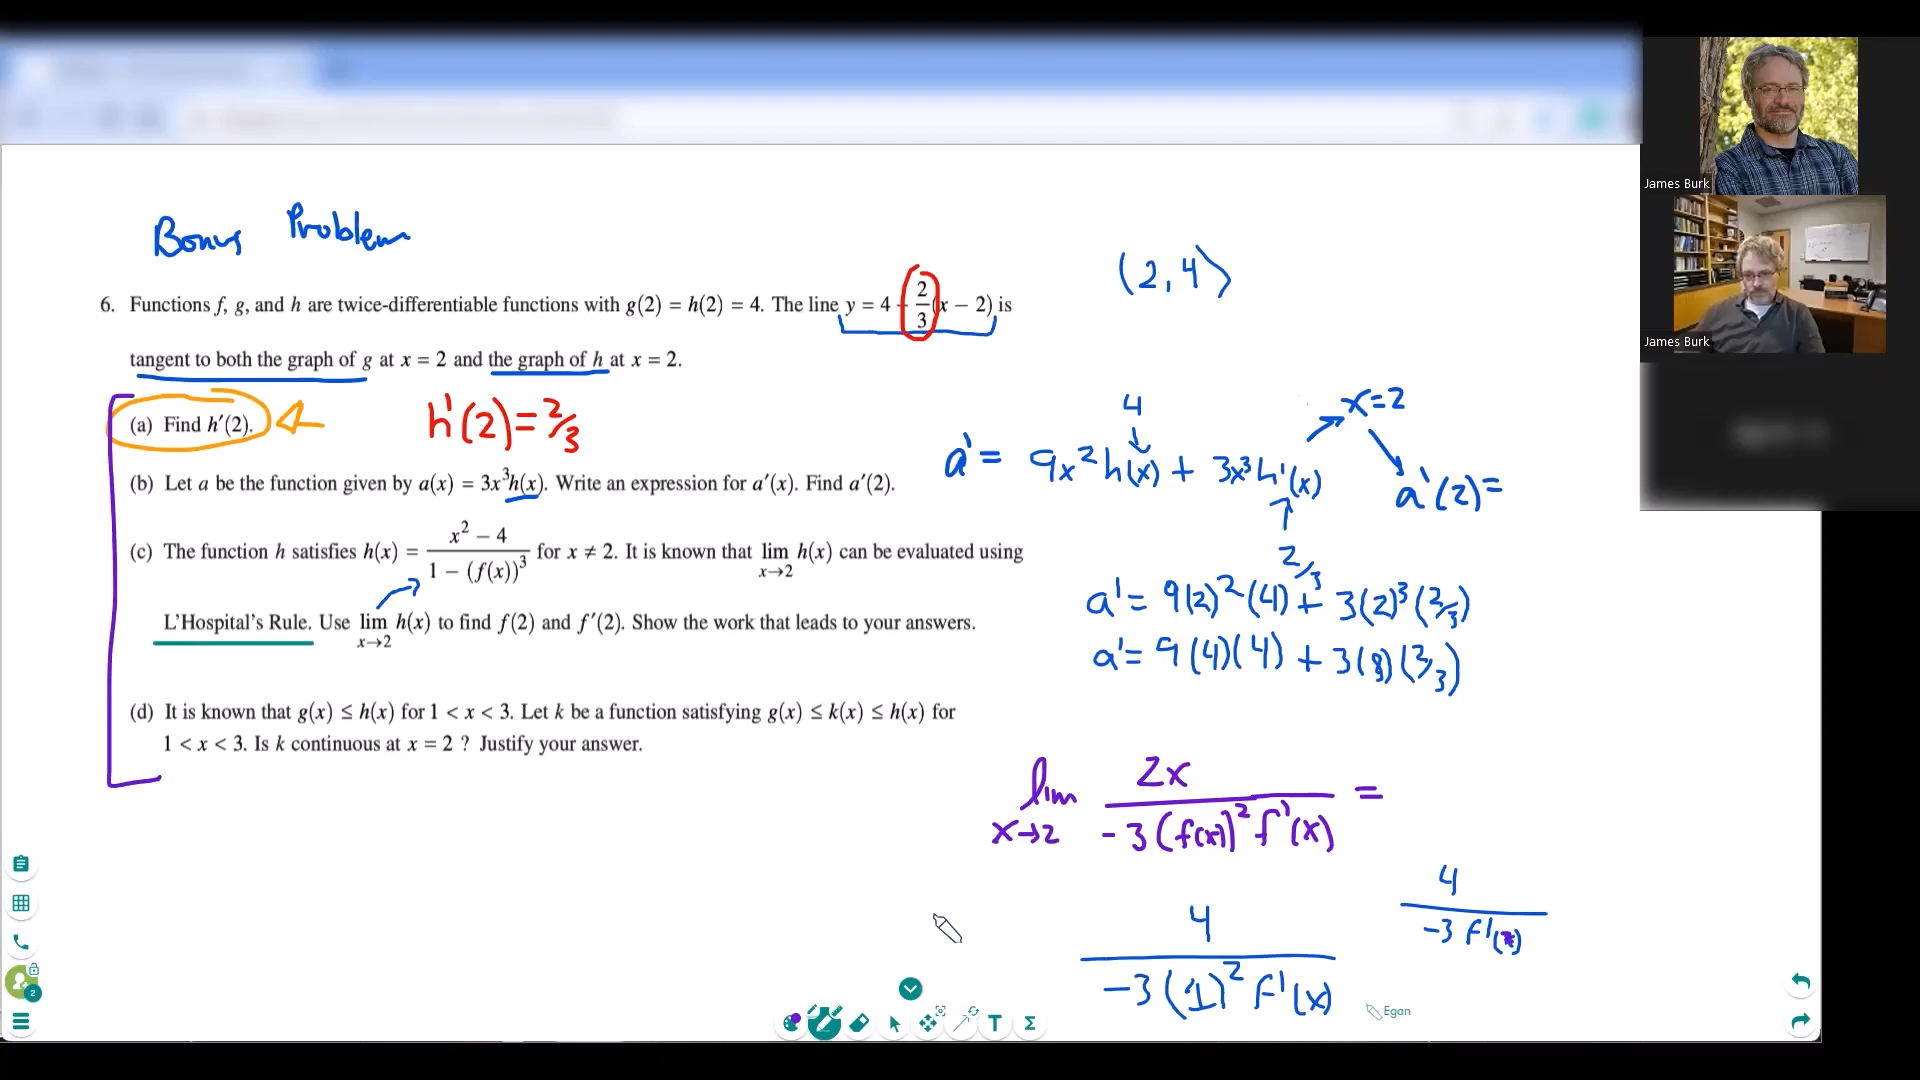 James Burk
James Burk
Bonus Problem
(2,4)
6. Functions f, g, and h are twice-differentiable functions with g(2) = h(2) = 4. The line y = 4 + 2/3(x − 2) is
tangent to both the graph of g at x = 2 and the graph of h at x = 2.
(a) Find h′(2).
h'(2)=2/3
(b) Let a be the function given by a(x) = 3x³h(x). Write an expression for a′(x). Find a′(2).
(c) The function h satisfies h(x) = (x² − 4)/(1 − (f(x))³) for x ≠ 2. It is known that lim x→2 h(x) can be evaluated using
L’Hospital’s Rule. Use lim x→2 h(x) to find f(2) and f′(2). Show the work that leads to your answers.
(d) It is known that g(x) ≤ h(x) for 1 < x < 3. Let k be a function satisfying g(x) ≤ k(x) ≤ h(x) for
1 < x < 3. Is k continuous at x = 2 ? Justify your answer.
4
x=2
a' = 9x²h(x) + 3x³h'(x)
a'(2)=
2/3
a' = 9(2)²(4) + 3(2)³(2/3)
a' = 9(4)(4) + 3(8)(2/3)
lim x→2 2x/(-3(f(x))²f'(x)) =
4/(-3(1)²f'(x))
4/(-3f'( ))
Egan
2
T
Σ